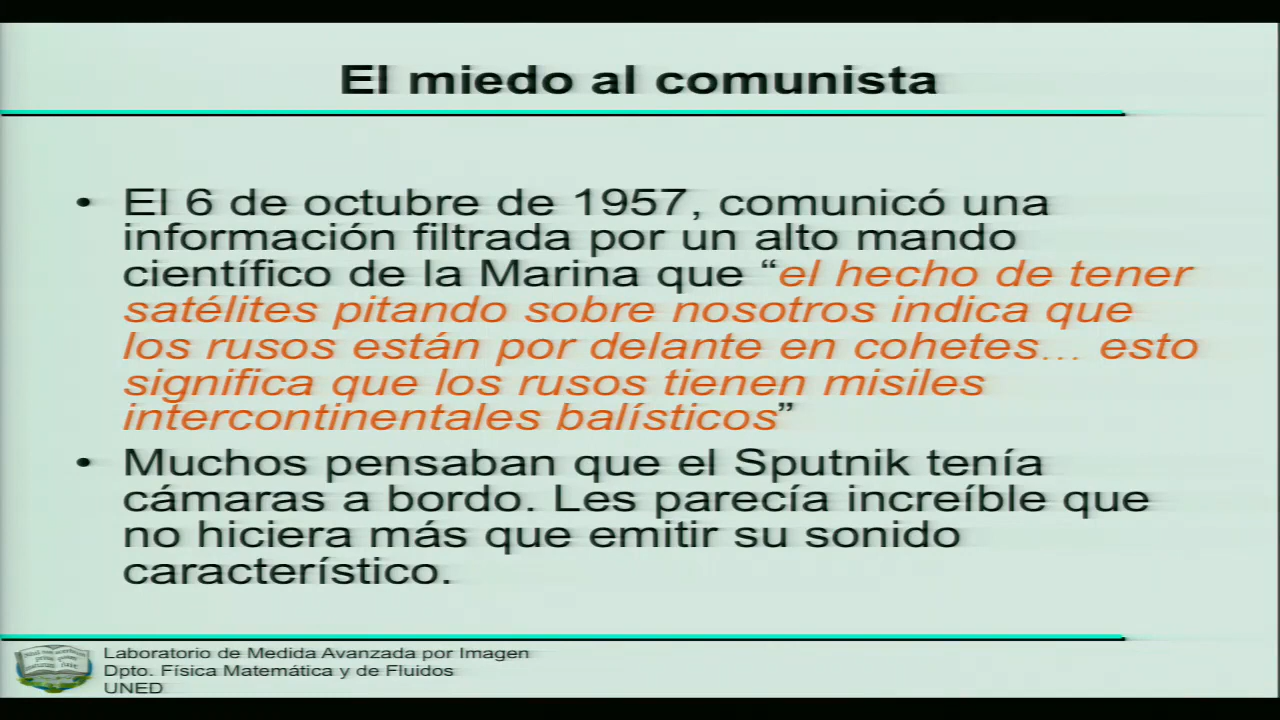 El miedo al comunista
• El 6 de octubre de 1957, comunicó una
información filtrada por un alto mando
científico de la Marina que “el hecho de tener
satélites pitando sobre nosotros indica que
los rusos están por delante en cohetes... esto
significa que los rusos tienen misiles
intercontinentales balísticos”
• Muchos pensaban que el Sputnik tenía
cámaras a bordo. Les parecía increíble que
no hiciera más que emitir su sonido
característico.
Laboratorio de Medida Avanzada por Imagen
Dpto. Física Matemática y de Fluidos
UNED